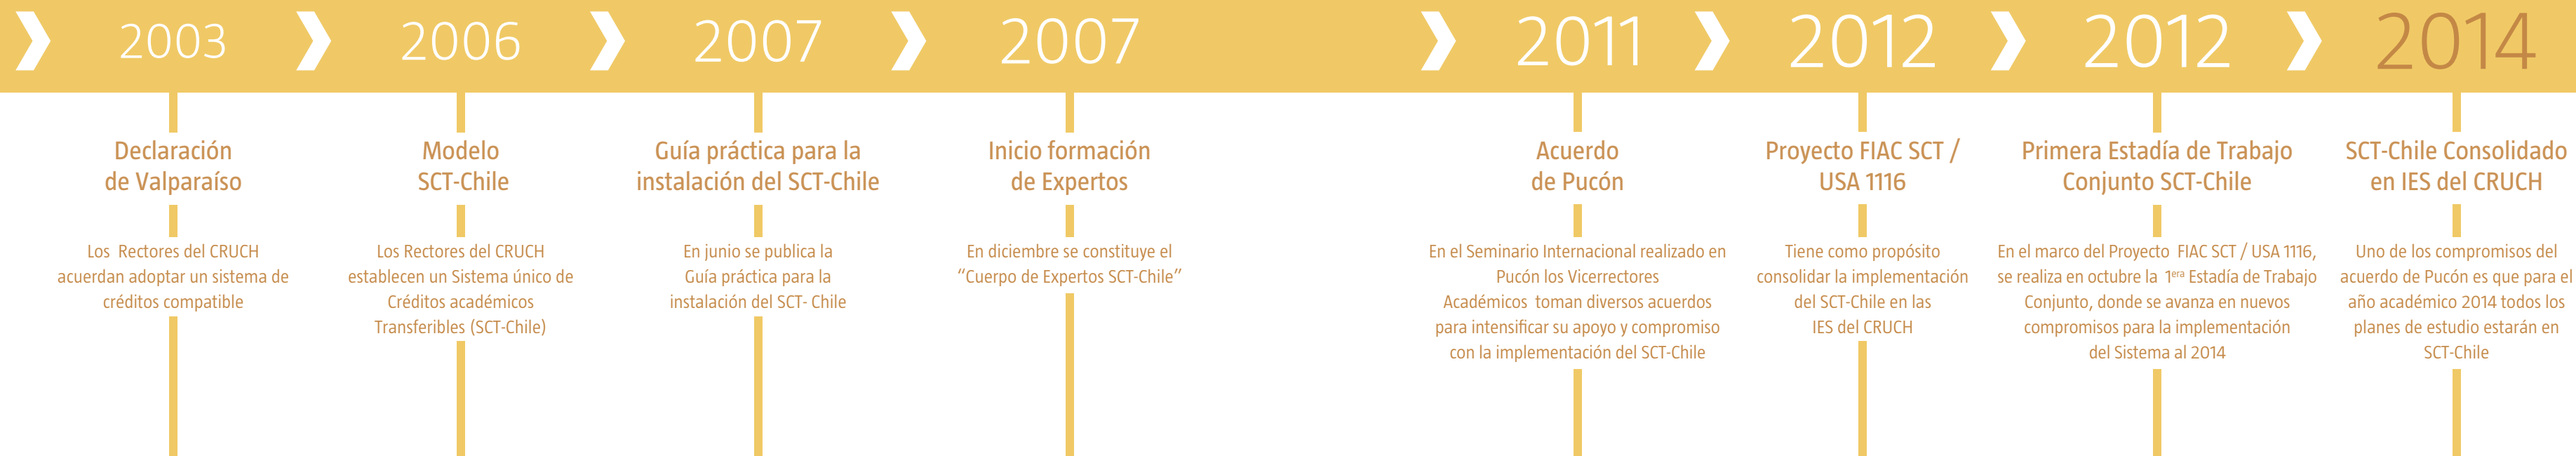 2003
Declaración
de Valparaíso
Los Rectores del CRUCH
acuerdan adoptar un sistema de
créditos compatible
2006
Modelo
SCT-Chile
Los Rectores del CRUCH
establecen un Sistema único de
Créditos académicos
Transferibles (SCT-Chile)
2007
Guía práctica para la
instalación del SCT-Chile
En junio se publica la
Guía práctica para la
instalación del SCT- Chile
2007
Inicio formación
de Expertos
En diciembre se constituye el
“Cuerpo de Expertos SCT-Chile”
2011
Acuerdo
de Pucón
En el Seminario Internacional realizado en
Pucón los Vicerrectores
Académicos toman diversos acuerdos
para intensificar su apoyo y compromiso
con la implementación del SCT-Chile
2012
Proyecto FIAC SCT /
USA 1116
Tiene como propósito
consolidar la implementación
del SCT-Chile en las
IES del CRUCH
2012
Primera Estadía de Trabajo
Conjunto SCT-Chile
En el marco del Proyecto FIAC SCT / USA 1116,
se realiza en octubre la 1era Estadía de Trabajo
Conjunto, donde se avanza en nuevos
compromisos para la implementación
del Sistema al 2014
2014
SCT-Chile Consolidado
en IES del CRUCH
Uno de los compromisos del
acuerdo de Pucón es que para el
año académico 2014 todos los
planes de estudio estarán en
SCT-Chile